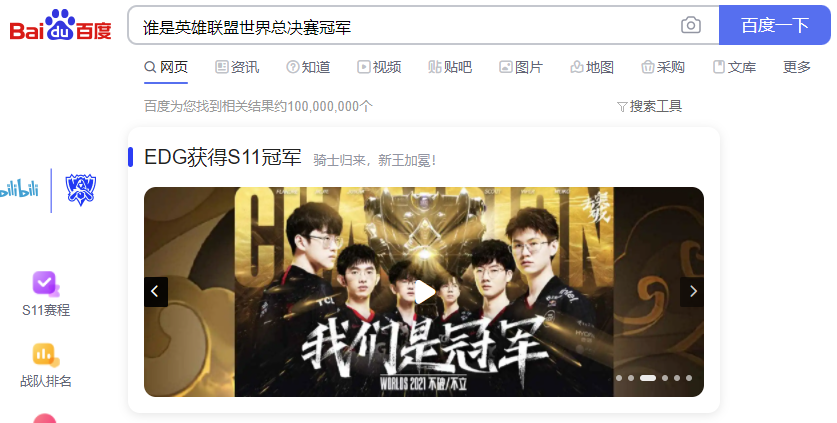 Bai du 百度
谁是英雄联盟世界总决赛冠军
百度一下
网页 资讯 知道 视频 贴吧 图片 地图 采购 文库 更多
百度为您找到相关结果约100,000,000个
搜索工具
EDG获得S11冠军 骑士归来，新王加冕！
bilibili
S11赛程
战队排名
CHAMPION
TCL
intel
我们是冠军
WORLDS 2021 不破/不立